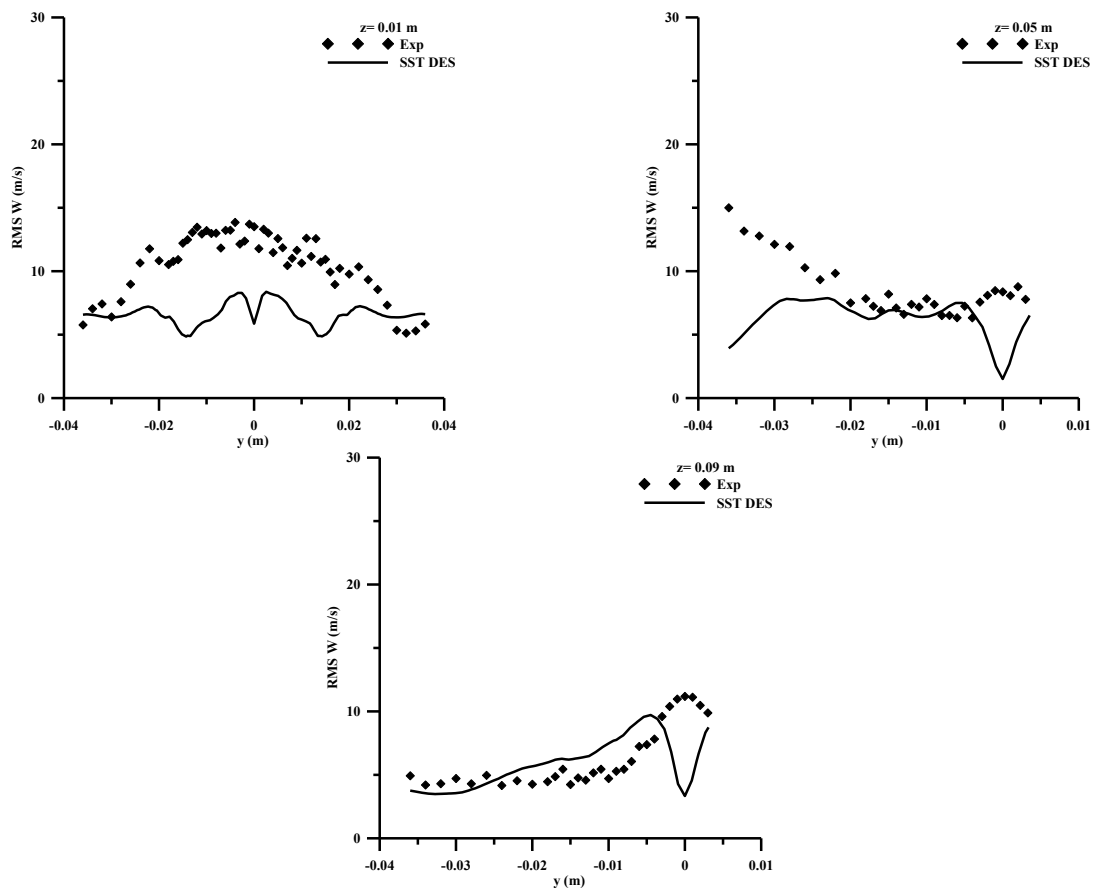 z= 0.01 m
Exp
SST DES
30
20
10
0
RMS W (m/s)
-0.04 -0.02 0 0.02 0.04
y (m)
z= 0.05 m
Exp
SST DES
30
20
10
0
RMS W (m/s)
-0.04 -0.03 -0.02 -0.01 0 0.01
y (m)
z= 0.09 m
Exp
SST DES
30
20
10
0
RMS W (m/s)
-0.04 -0.03 -0.02 -0.01 0 0.01
y (m)